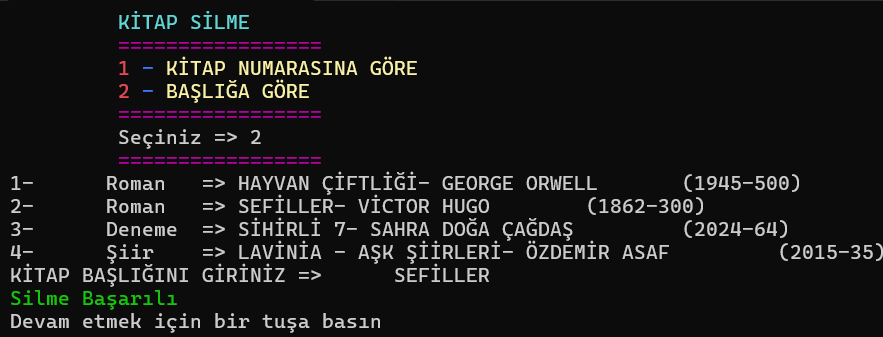 KİTAP SİLME
=================
1 - KİTAP NUMARASINA GÖRE
2 - BAŞLIĞA GÖRE
=================
Seçiniz => 2
=================
1- Roman => HAYVAN ÇİFTLİĞİ- GEORGE ORWELL (1945-500)
2- Roman => SEFİLLER- VİCTOR HUGO (1862-300)
3- Deneme => SİHİRLİ 7- SAHRA DOĞA ÇAĞDAŞ (2024-64)
4- Şiir => LAVİNİA - AŞK ŞİİRLERİ- ÖZDEMİR ASAF (2015-35)
KİTAP BAŞLIĞINI GİRİNİZ => SEFİLLER
Silme Başarılı
Devam etmek için bir tuşa basın